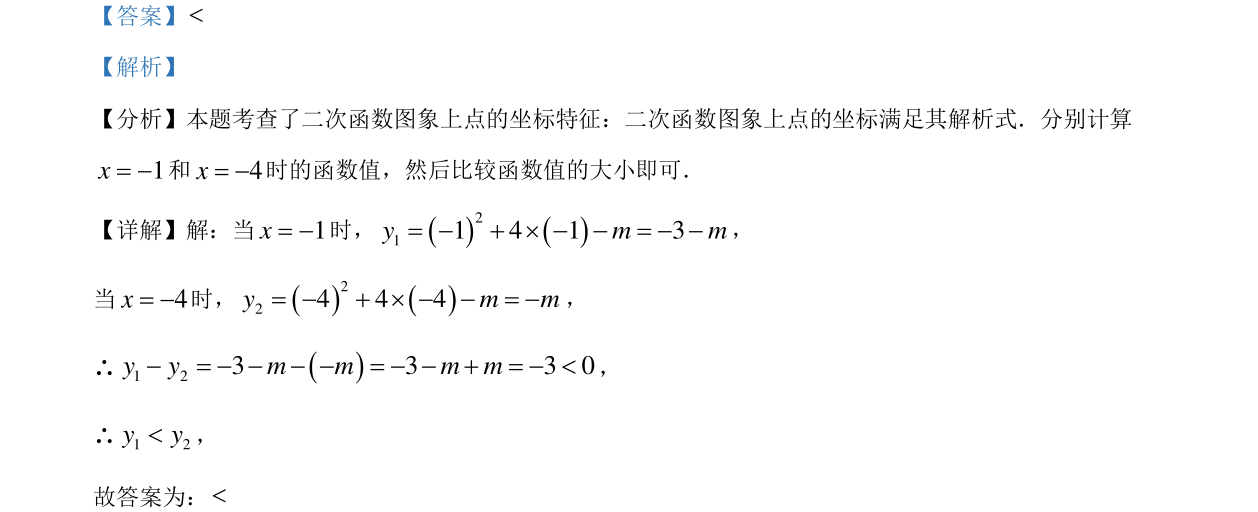 【答案】<
【解析】
【分析】本题考查了二次函数图象上点的坐标特征：二次函数图象上点的坐标满足其解析式．分别计算
x＝−1和x＝−4时的函数值，然后比较函数值的大小即可．
【详解】解：当x＝−1时，y₁＝(−1)²＋4×(−1)−m＝−3−m，
当x＝−4时，y₂＝(−4)²＋4×(−4)−m＝−m，
∴ y₁−y₂＝−3−m−(−m)＝−3−m＋m＝−3<0，
∴ y₁<y₂，
故答案为：<